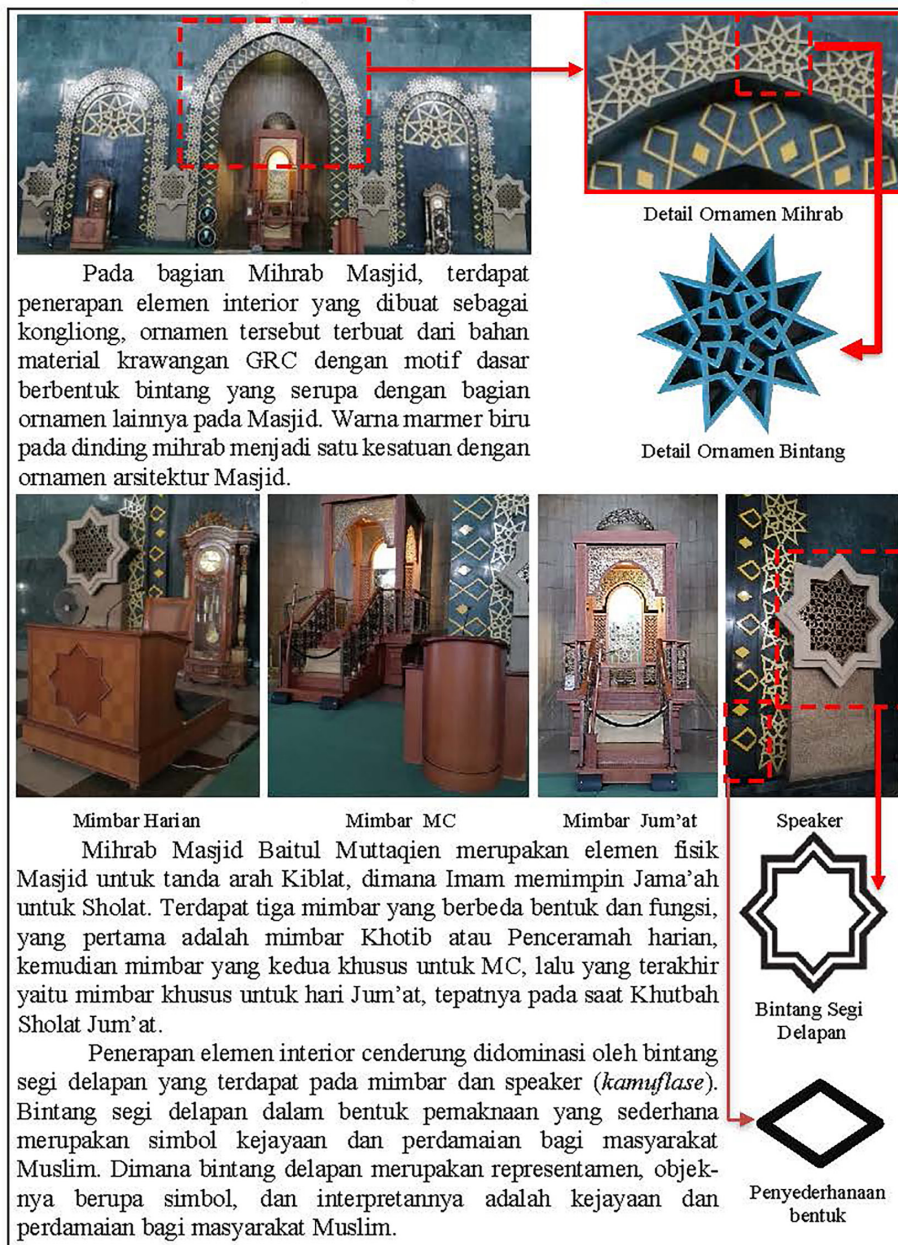 Detail Ornamen Mihrab
Pada bagian Mihrab Masjid, terdapat
penerapan elemen interior yang dibuat sebagai
kongliong, ornamen tersebut terbuat dari bahan
material krawangan GRC dengan motif dasar
berbentuk bintang yang serupa dengan bagian
ornamen lainnya pada Masjid. Warna marmer biru
pada dinding mihrab menjadi satu kesatuan dengan
ornamen arsitektur Masjid.
Detail Ornamen Bintang
Mimbar Harian
Mimbar MC
Mimbar Jum’at
Speaker
Mihrab Masjid Baitul Muttaqien merupakan elemen fisik
Masjid untuk tanda arah Kiblat, dimana Imam memimpin Jama’ah
untuk Sholat. Terdapat tiga mimbar yang berbeda bentuk dan fungsi,
yang pertama adalah mimbar Khotib atau Penceramah harian,
kemudian mimbar yang kedua khusus untuk MC, lalu yang terakhir
yaitu mimbar khusus untuk hari Jum’at, tepatnya pada saat Khutbah
Sholat Jum’at.
Penerapan elemen interior cenderung didominasi oleh bintang
segi delapan yang terdapat pada mimbar dan speaker (kamuflase).
Bintang segi delapan dalam bentuk pemaknaan yang sederhana
merupakan simbol kejayaan dan perdamaian bagi masyarakat
Muslim. Dimana bintang delapan merupakan representamen, objek-
nya berupa simbol, dan interpretannya adalah kejayaan dan
perdamaian bagi masyarakat Muslim.
Bintang Segi
Delapan
Penyederhanaan
bentuk